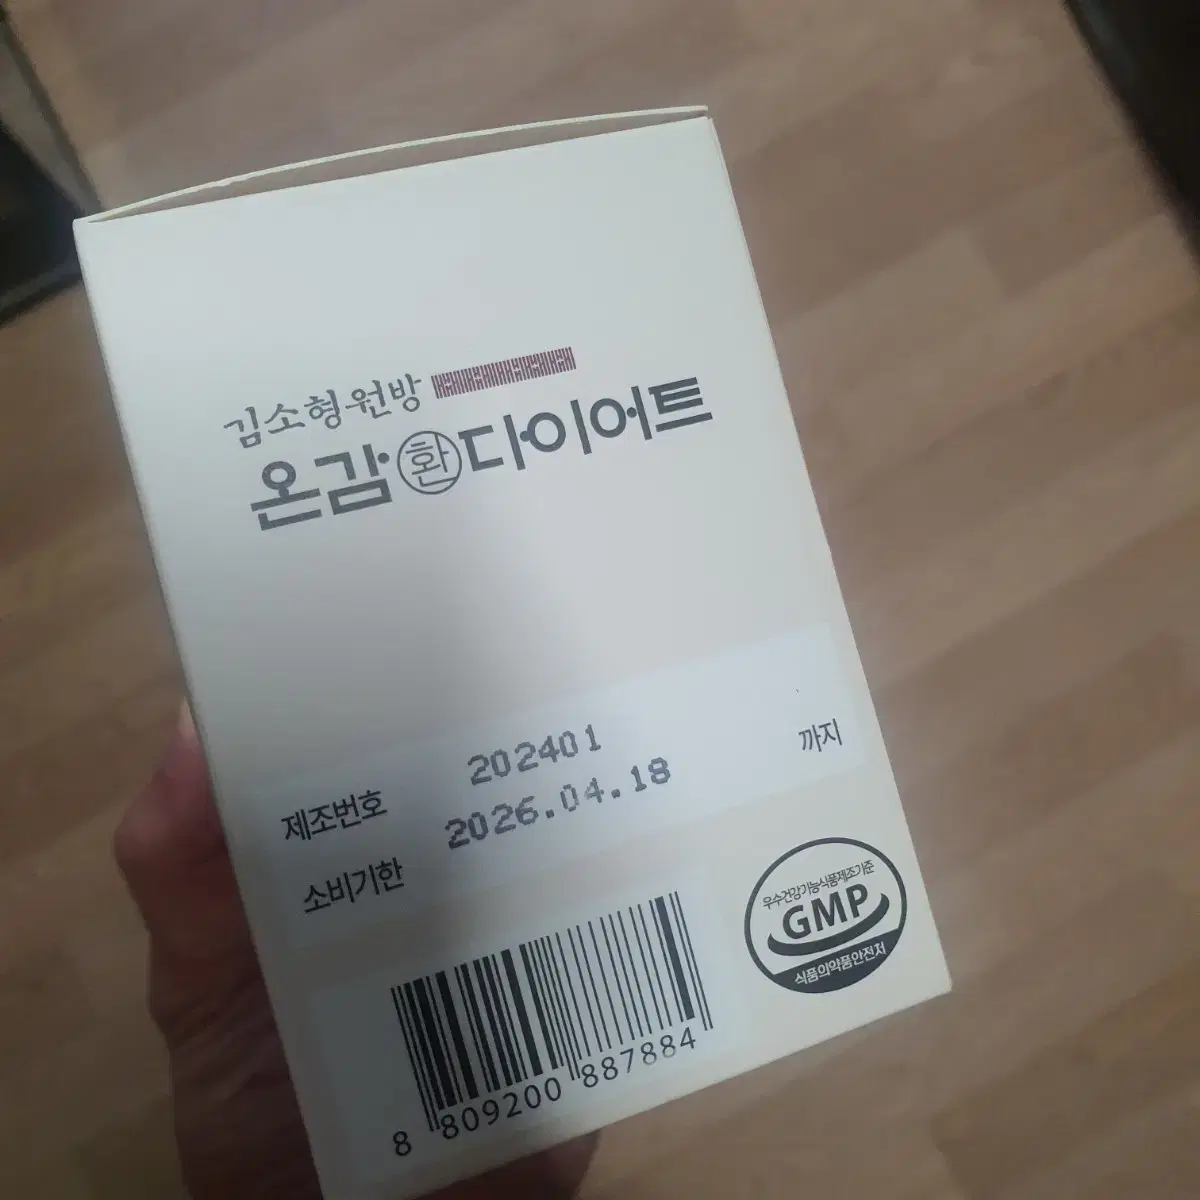 김소형원방
온감환다이어트
제조번호 202401
소비기한 2026.04.18 까지
우수건강기능식품제조기준
GMP
식품의약품안전처
8 809200 887884